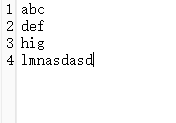 1 abc
2 def
3 hig
4 lmnasdasd